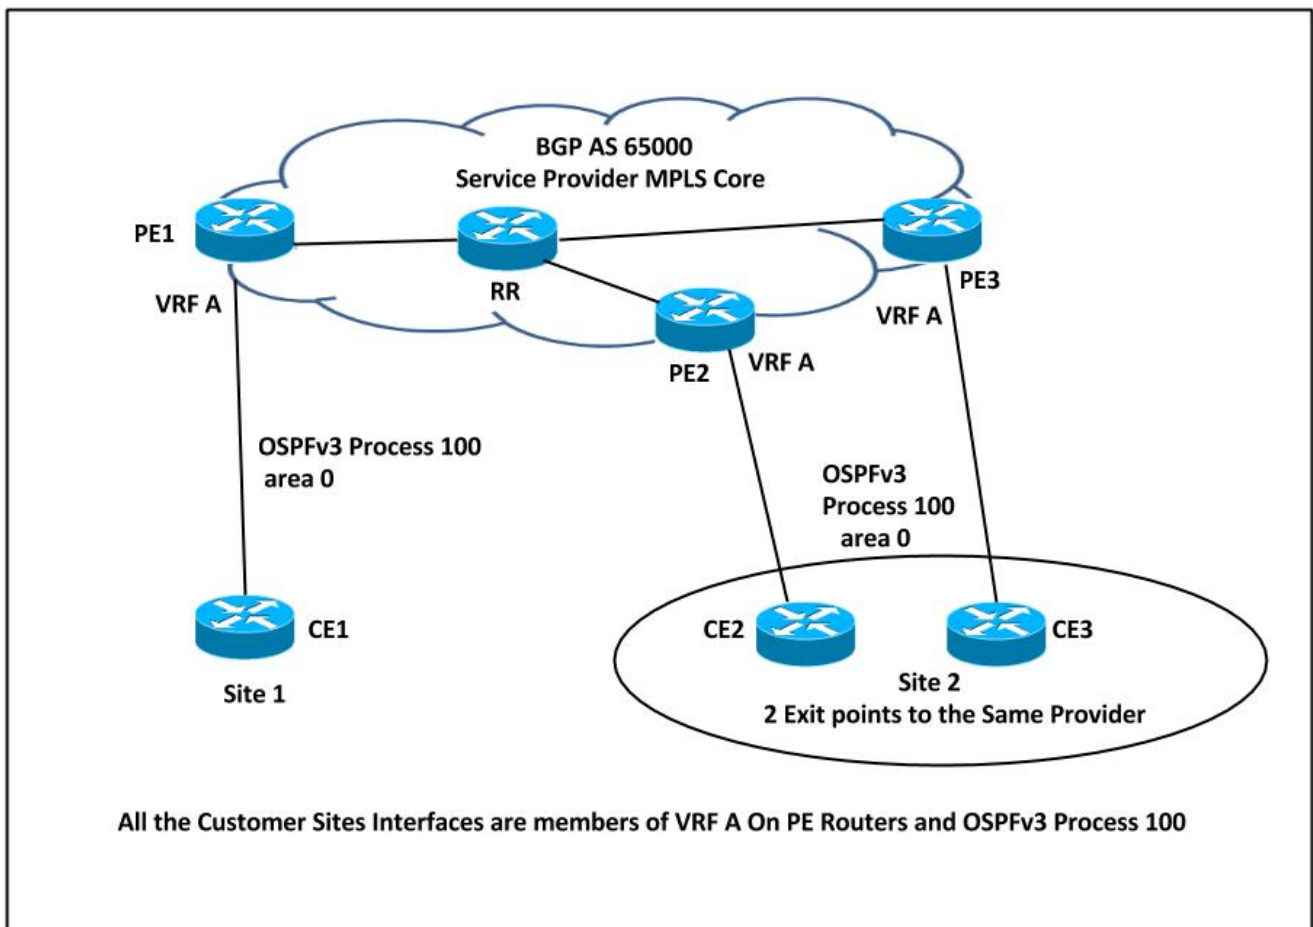 BGP AS 65000
Service Provider MPLS Core
PE1
RR
PE3
VRF A
VRF A
PE2
VRF A
OSPFv3 Process 100
area 0
OSPFv3
Process 100
area 0
CE1
CE2
CE3
Site 1
Site 2
2 Exit points to the Same Provider
All the Customer Sites Interfaces are members of VRF A On PE Routers and OSPFv3 Process 100